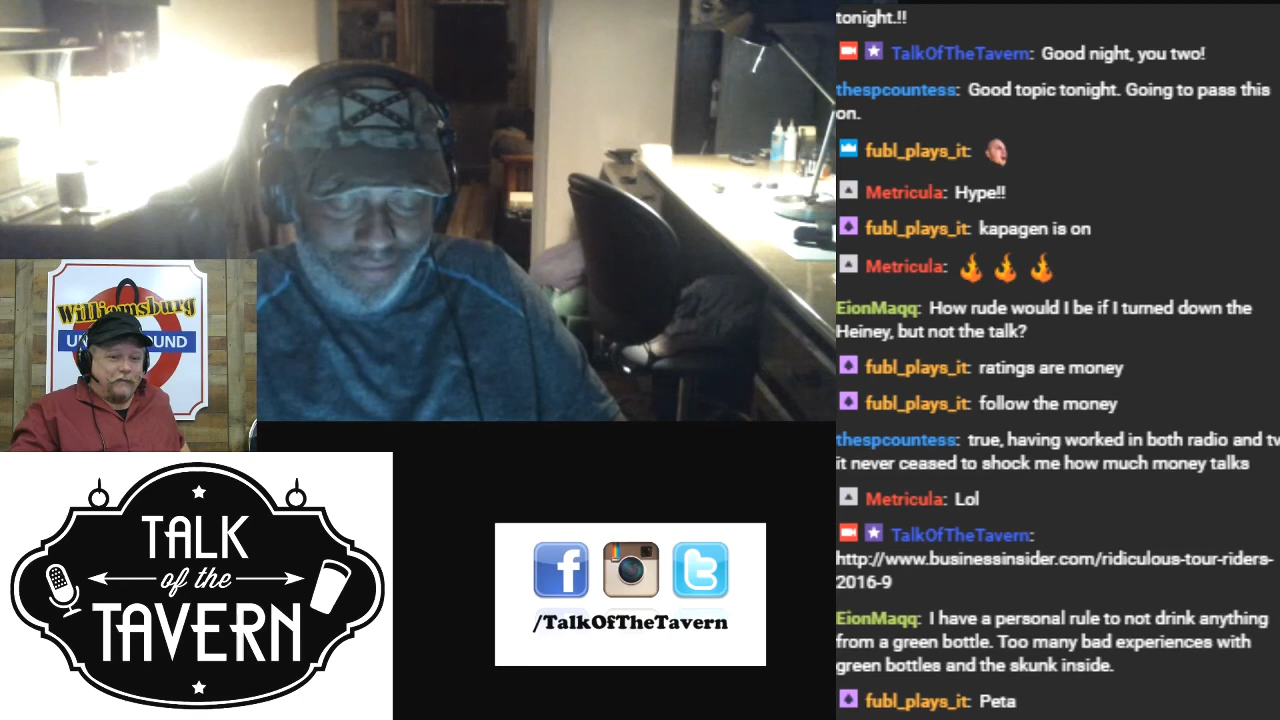 tonight.!!
TalkOfTheTavern: Good night, you two!
thespcountess: Good topic tonight. Going to pass this
on.
fubl_plays_it:
Metricula: Hype!!
fubl_plays_it: kapagen is on
Metricula:
EionMaqq: How rude would I be if I turned down the
Heiney, but not the talk?
fubl_plays_it: ratings are money
fubl_plays_it: follow the money
thespcountess: true, having worked in both radio and tv
it never ceased to shock me how much money talks
Metricula: Lol
TalkOfTheTavern:
http://www.businessinsider.com/ridiculous-tour-riders-
2016-9
EionMaqq: I have a personal rule to not drink anything
from a green bottle. Too many bad experiences with
green bottles and the skunk inside.
fubl_plays_it: Peta
Williamsburg
TALK
of the
TAVERN
/TalkOfTheTavern